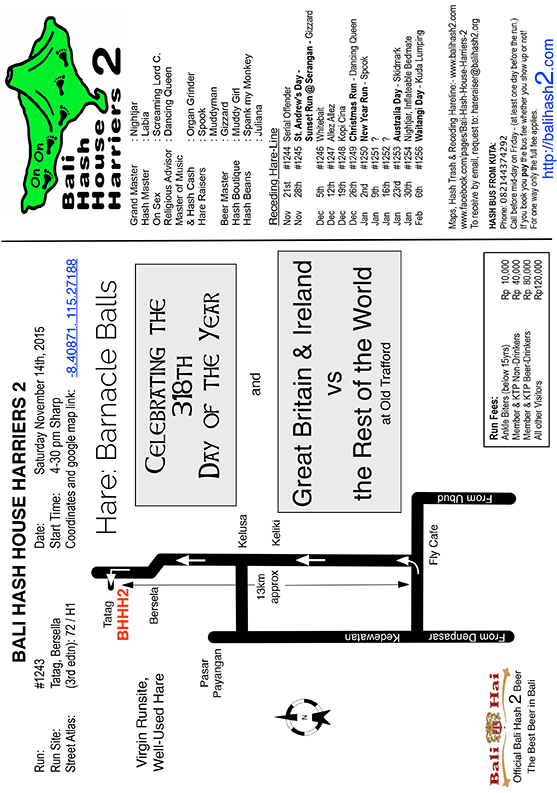 BALI HASH HOUSE HARRIERS 2
Run: #1243
Run Site: Tatag, Bersella
Street Atlas: (3rd edtn): 72 / H1
Date: Saturday November 14th, 2015
Start Time: 4-30 pm Sharp
Coordinates and google map link:
-8.40871, 115.27188
Virgin Runsite,
Well-Used Hare
Hare: Barnacle Balls
Tatag
BHHH2
Bersela
Pasar
Payangan
13km
approx
Kelusa
Keliki
Kedewatan
From Denpasar
Fly Cafe
From Ubud
N
Celebrating the
318th
Day of the Year
and
Great Britain & Ireland
vs
the Rest of the World
at Old Trafford
Bali Hai
Official Bali Hash 2 Beer
The Best Beer in Bali
Run Fees:
Ankle Biters (below 15yrs) Rp 10,000
Member & KTP Non-Drinkers Rp 40,000
Member & KTP Beer-Drinkers Rp 80,000
All other Visitors Rp120,000
On On
Bali
Hash
House
Harriers 2
Grand Master : Nightjar
Hash Master : Labia
On Sex : Screaming Lord C.
Religious Advisor : Dancing Queen
Master of Music
& Hash Cash : Organ Grinder
Hare Raisers : Spook
: Muddyman
Beer Master : Gizzard
Hash Boutique : Muddy Girl
Hash Beans : Spank my Monkey
: Juliana
Receding Hare-Line
Nov 21st #1244 Serial Offender
Nov 28th #1245 St. Andrew's Day -
Sunset Run @ Serangan - Gizzard
Dec 5th #1246 Whitebait
Dec 12th #1247 Allez Allez
Dec 19th #1248 Kopi Cina
Dec 26th #1249 Christmas Run - Dancing Queen
Jan 2nd #1250 New Year Run - Spook
Jan 9th #1251 ?
Jan 16th #1252 ?
Jan 23rd #1253 Australia Day - Skidmark
Jan 30th #1254 Nightjar, Inflateable Bedmate
Feb 6th #1256 Waitangi Day - Kuda Lumping
Maps, Hash Trash & Receding Hareline: www.balihash2.com
www.facebook.com/pages/Bali-Hash-House-Harriers-2
To receive by email, request to: hareraiser@balihash2.org
HASH BUS FROM KEDAI
Phone: 082144374292
Call before mid-day on Friday - (at least one day before the run.)
If you book you pay the bus fee whether you show up or not!
For one way only the full fee applies.
http://balihash2.com